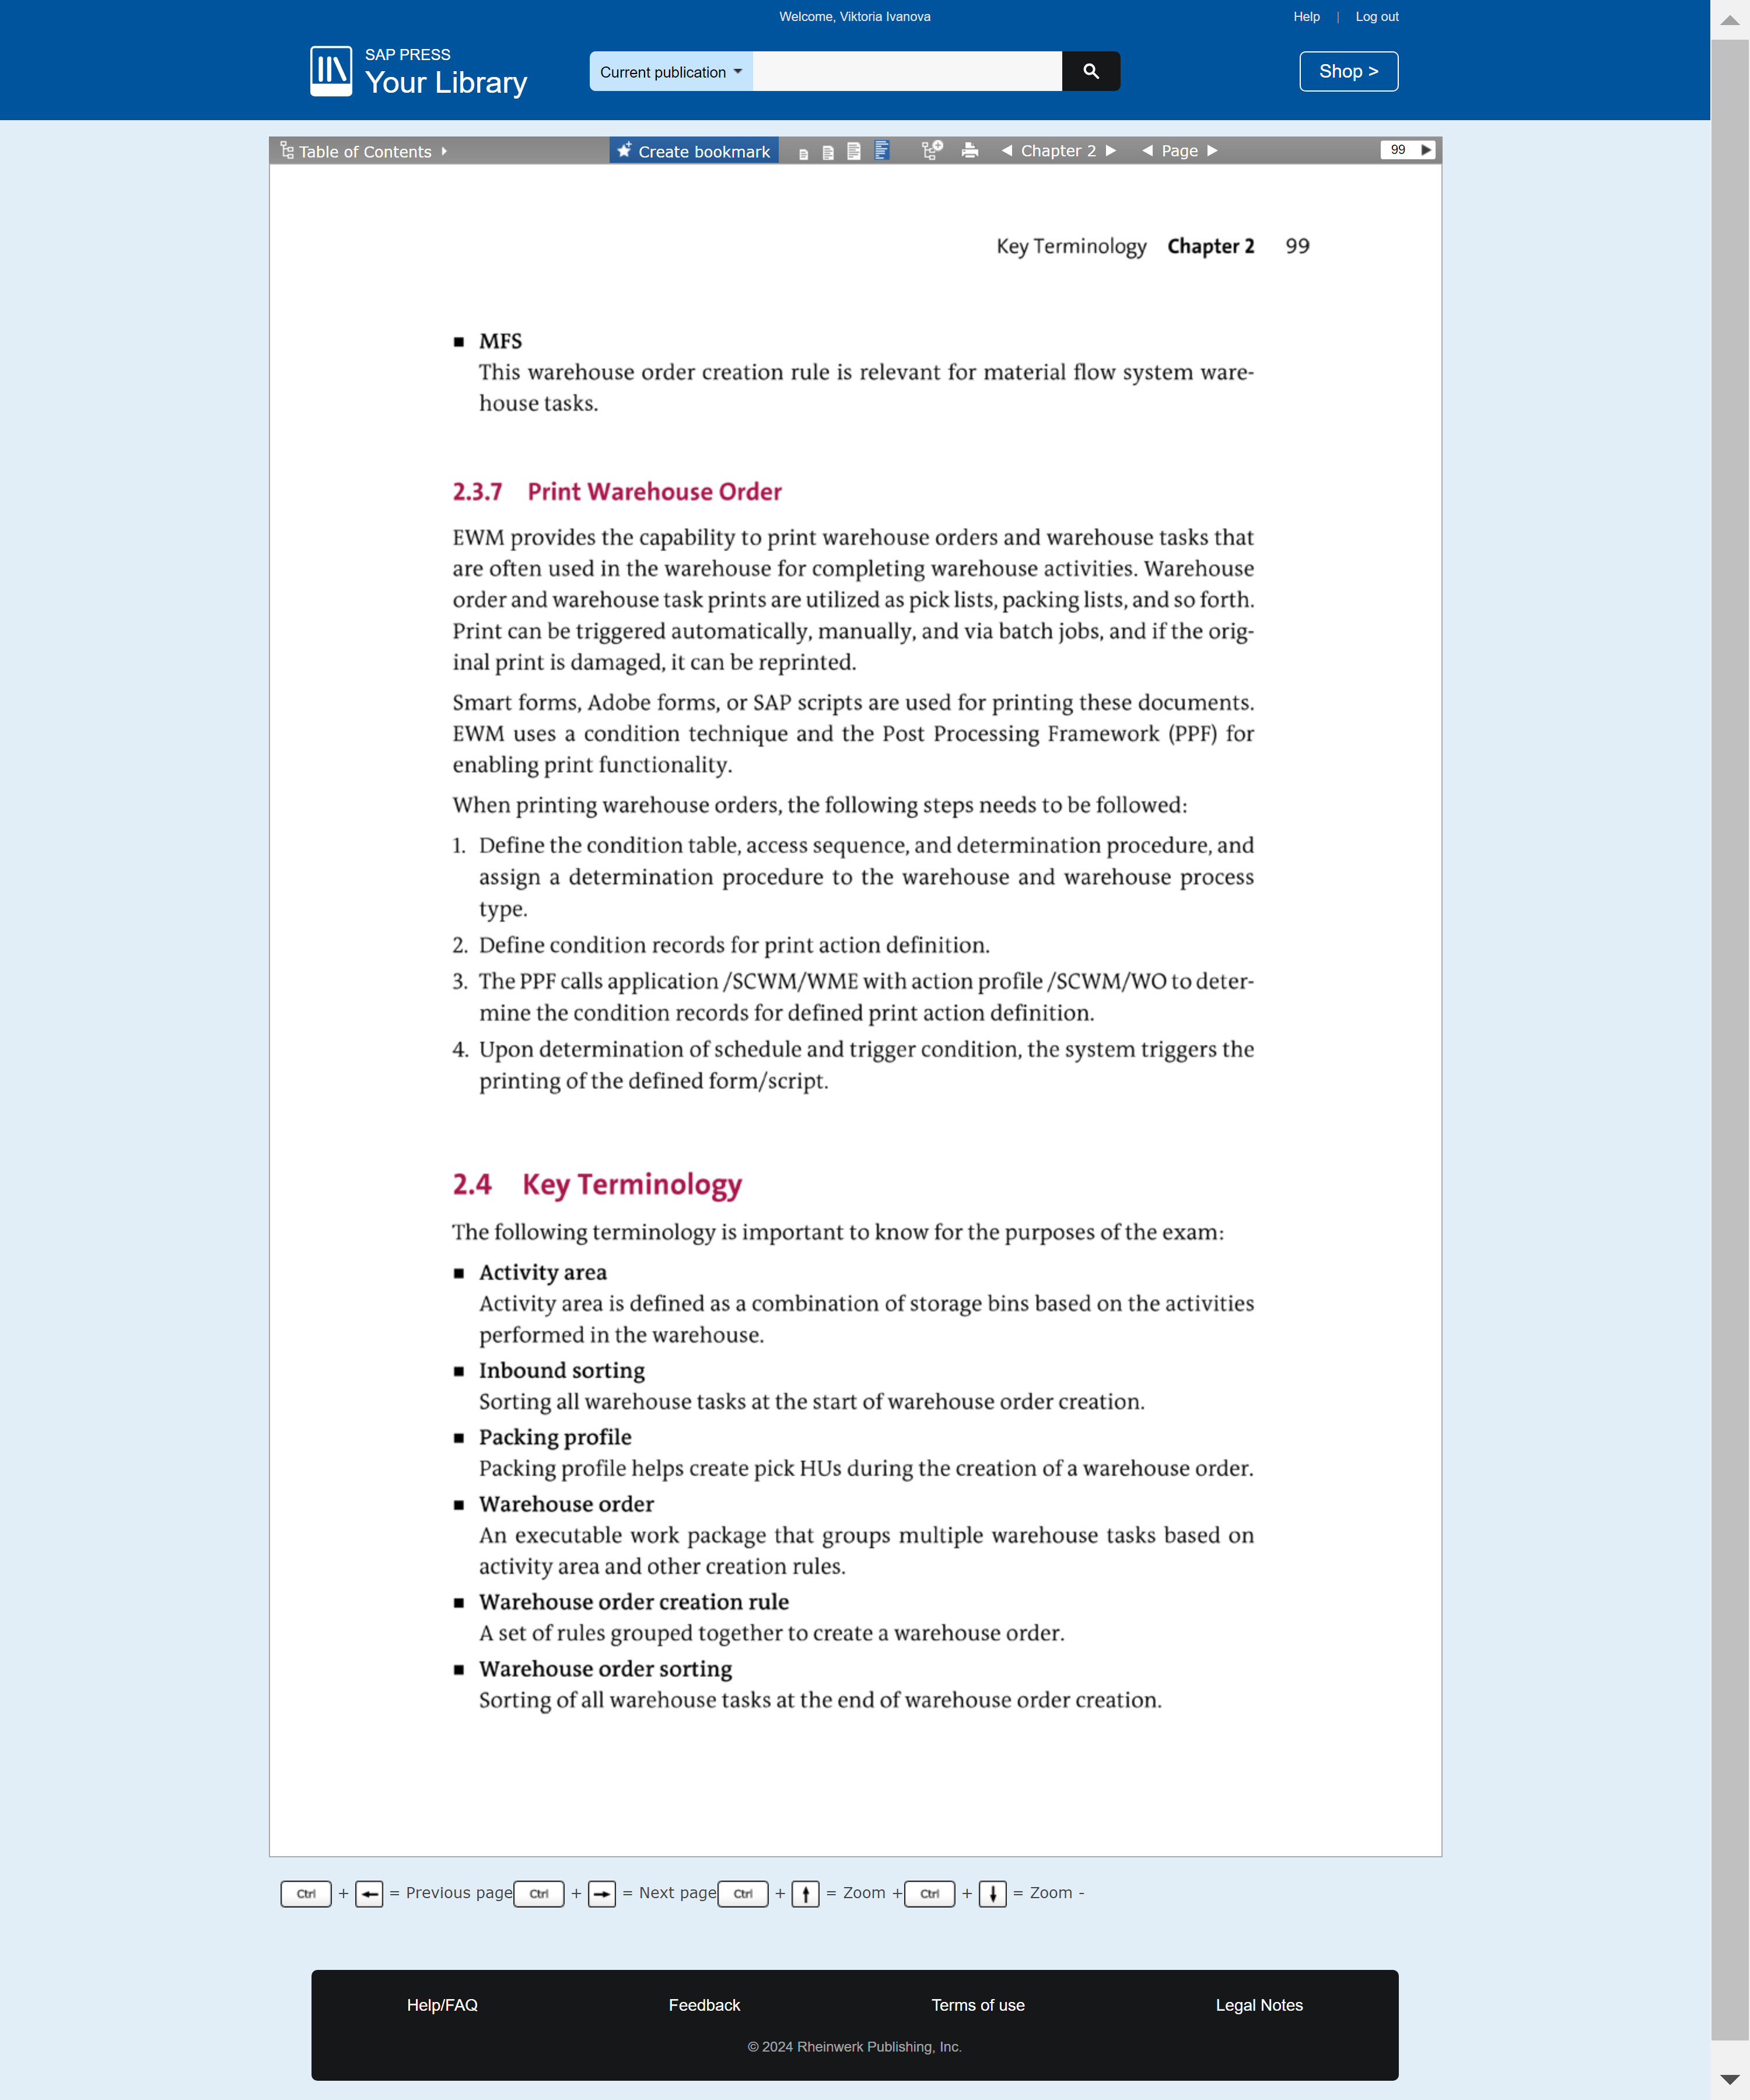 Welcome, Viktoria Ivanova
Help | Log out
SAP PRESS
Your Library
Current publication
Shop >
Table of Contents
Create bookmark
Chapter 2
Page
99
Key Terminology Chapter 2 99
■ MFS
This warehouse order creation rule is relevant for material flow system ware-
house tasks.
2.3.7 Print Warehouse Order
EWM provides the capability to print warehouse orders and warehouse tasks that
are often used in the warehouse for completing warehouse activities. Warehouse
order and warehouse task prints are utilized as pick lists, packing lists, and so forth.
Print can be triggered automatically, manually, and via batch jobs, and if the orig-
inal print is damaged, it can be reprinted.
Smart forms, Adobe forms, or SAP scripts are used for printing these documents.
EWM uses a condition technique and the Post Processing Framework (PPF) for
enabling print functionality.
When printing warehouse orders, the following steps needs to be followed:
1. Define the condition table, access sequence, and determination procedure, and
assign a determination procedure to the warehouse and warehouse process
type.
2. Define condition records for print action definition.
3. The PPF calls application /SCWM/WME with action profile /SCWM/WO to deter-
mine the condition records for defined print action definition.
4. Upon determination of schedule and trigger condition, the system triggers the
printing of the defined form/script.
2.4 Key Terminology
The following terminology is important to know for the purposes of the exam:
■ Activity area
Activity area is defined as a combination of storage bins based on the activities
performed in the warehouse.
■ Inbound sorting
Sorting all warehouse tasks at the start of warehouse order creation.
■ Packing profile
Packing profile helps create pick HUs during the creation of a warehouse order.
■ Warehouse order
An executable work package that groups multiple warehouse tasks based on
activity area and other creation rules.
■ Warehouse order creation rule
A set of rules grouped together to create a warehouse order.
■ Warehouse order sorting
Sorting of all warehouse tasks at the end of warehouse order creation.
Ctrl + ← = Previous page Ctrl + → = Next page Ctrl + ↑ = Zoom + Ctrl + ↓ = Zoom -
Help/FAQ
Feedback
Terms of use
Legal Notes
© 2024 Rheinwerk Publishing, Inc.